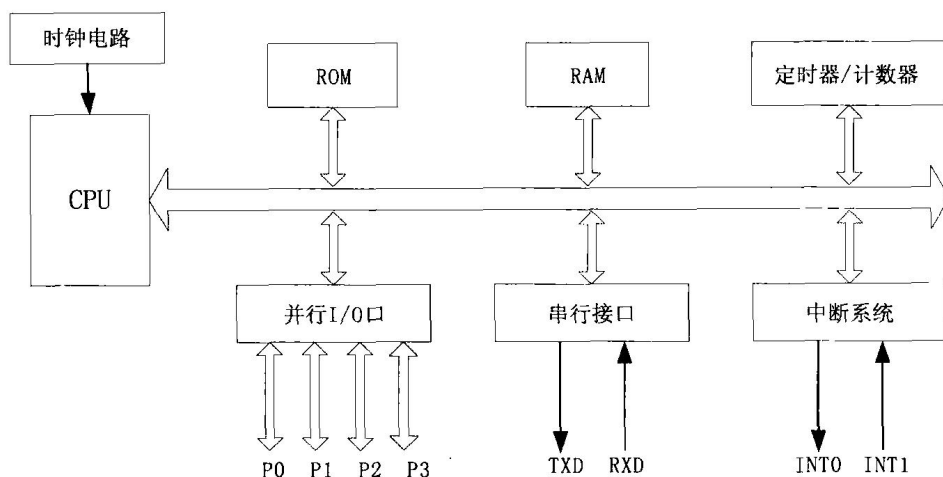 时钟电路
ROM
RAM
定时器/计数器
CPU
并行I/O口
串行接口
中断系统
P0 P1 P2 P3
TXD RXD
INT0 INT1